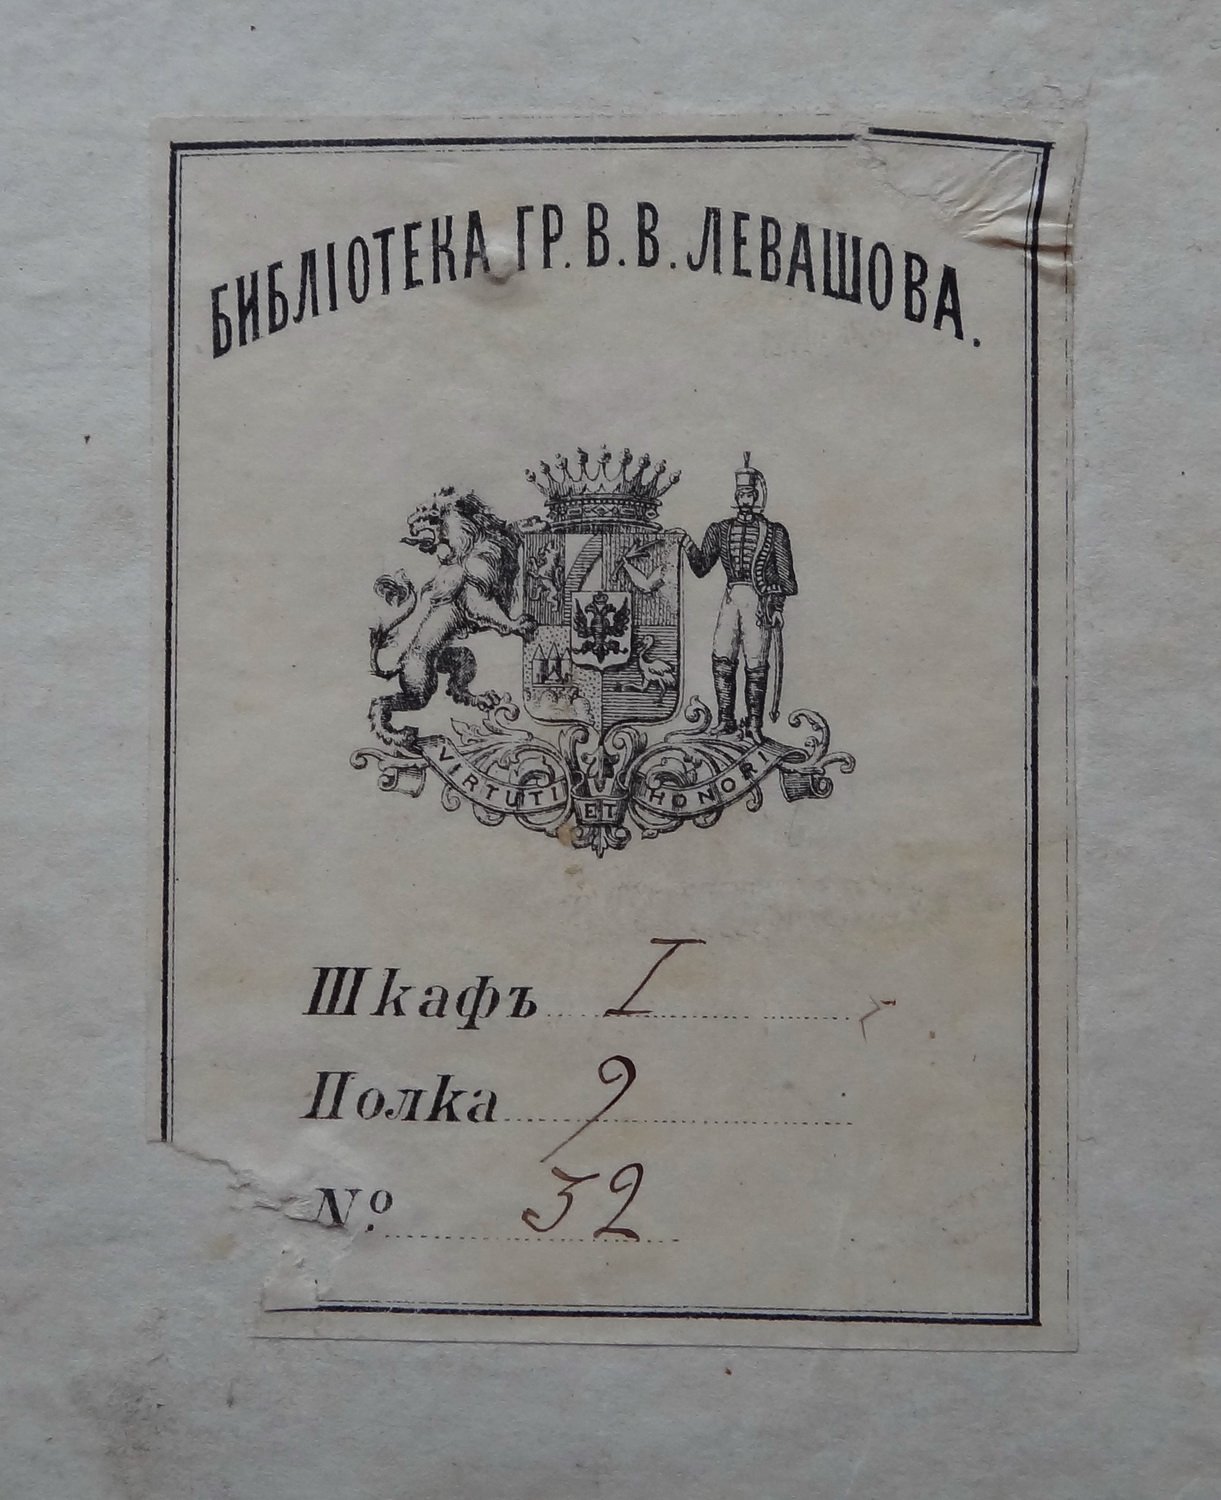 БИБЛІОТЕКА ГР. В. В. ЛЕВАШОВА.
VIRTUTI ET HONORI
Шкафъ I
Полка 9
№ 32